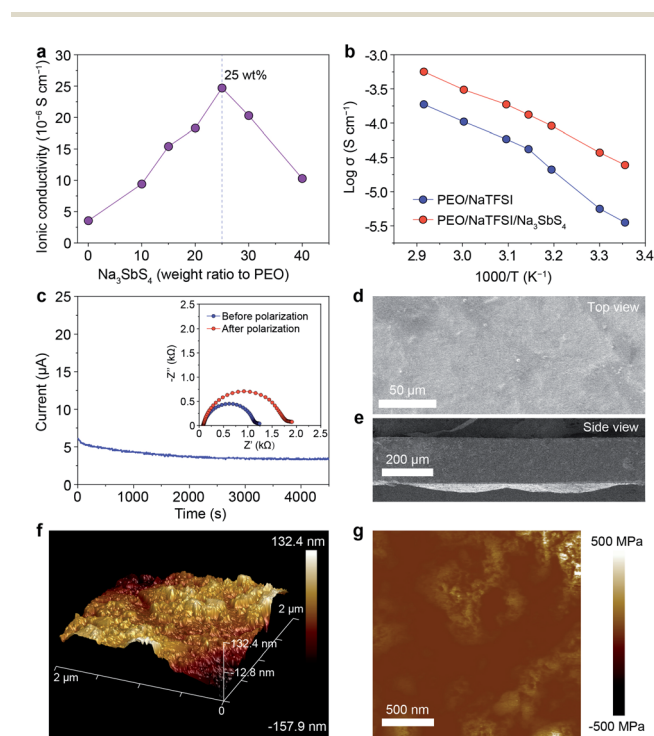 a
30
25
20
15
10
5
0
Ionic conductivity (10⁻⁶ S cm⁻¹)
25 wt%
0 10 20 30 40
Na₃SbS₄ (weight ratio to PEO)
b
-3.0
-3.5
-4.0
-4.5
-5.0
-5.5
Log σ (S cm⁻¹)
PEO/NaTFSI
PEO/NaTFSI/Na₃SbS₄
2.9 3.0 3.1 3.2 3.3 3.4
1000/T (K⁻¹)
c
25
20
15
10
5
0
Current (μA)
0 1000 2000 3000 4000
Time (s)
2.5
2.0
1.5
1.0
0.5
0.0
-Z'' (kΩ)
Before polarization
After polarization
0.0 0.5 1.0 1.5 2.0 2.5
Z' (kΩ)
d
Top view
50 μm
e
Side view
200 μm
f
132.4 nm
2 μm
132.4 nm
-12.8 nm
2 μm
0
-157.9 nm
g
500 MPa
500 nm
-500 MPa